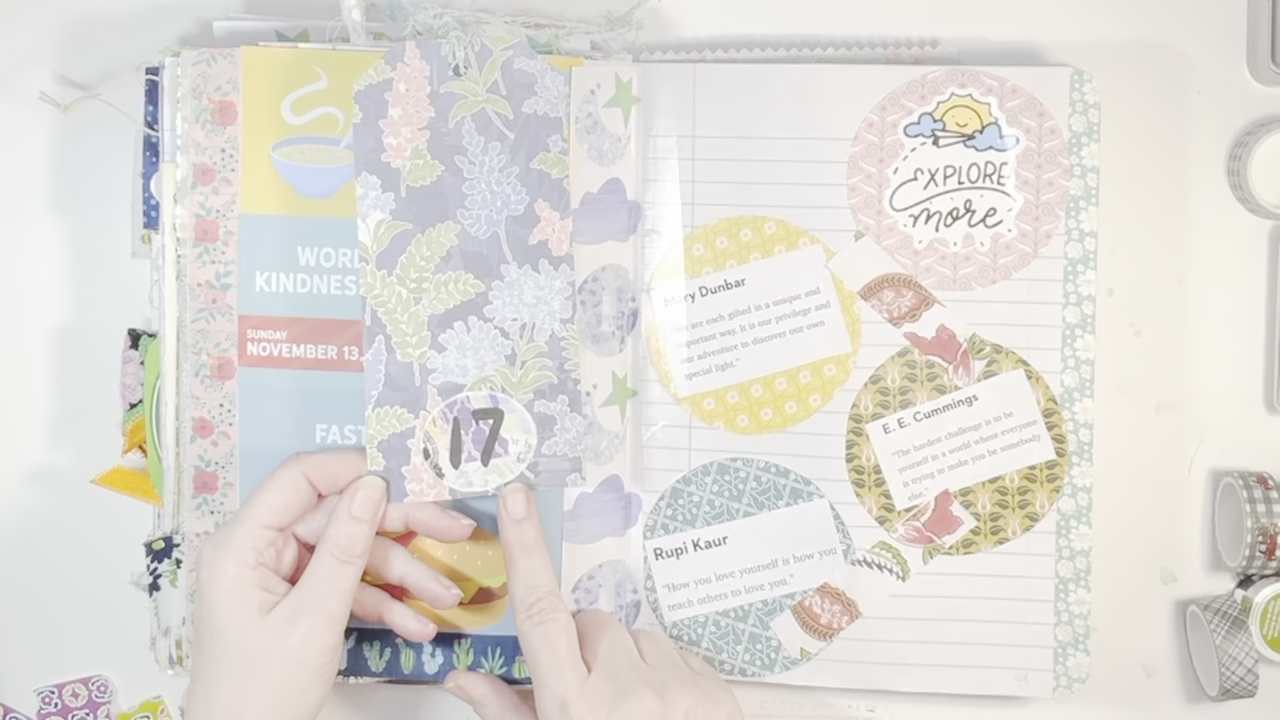 WORL
KINDNES
SUNDAY
NOVEMBER 13,
FAST
17
EXPLORE
more
Mary Dunbar
are each gifted in a unique and
important way. It is our privilege and
our adventure to discover our own
special light."
E. E. Cummings
"The hardest challenge is to be
yourself in a world where everyone
is trying to make you be somebody
else."
Rupi Kaur
"How you love yourself is how you
teach others to love you."